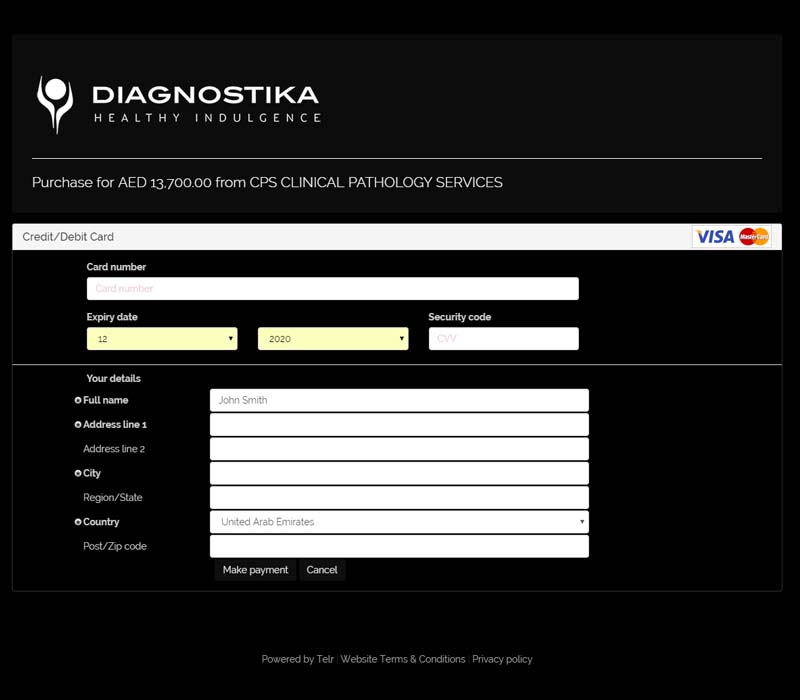 DIAGNOSTIKA
HEALTHY INDULGENCE
Purchase for AED 13,700.00 from CPS CLINICAL PATHOLOGY SERVICES
Credit/Debit Card VISA MasterCard
Card number
Card number
Expiry date Security code
12 2020 CVV
Your details
Full name John Smith
Address line 1
Address line 2
City
Region/State
Country United Arab Emirates
Post/Zip code
Make payment Cancel
Powered by Telr | Website Terms & Conditions | Privacy policy